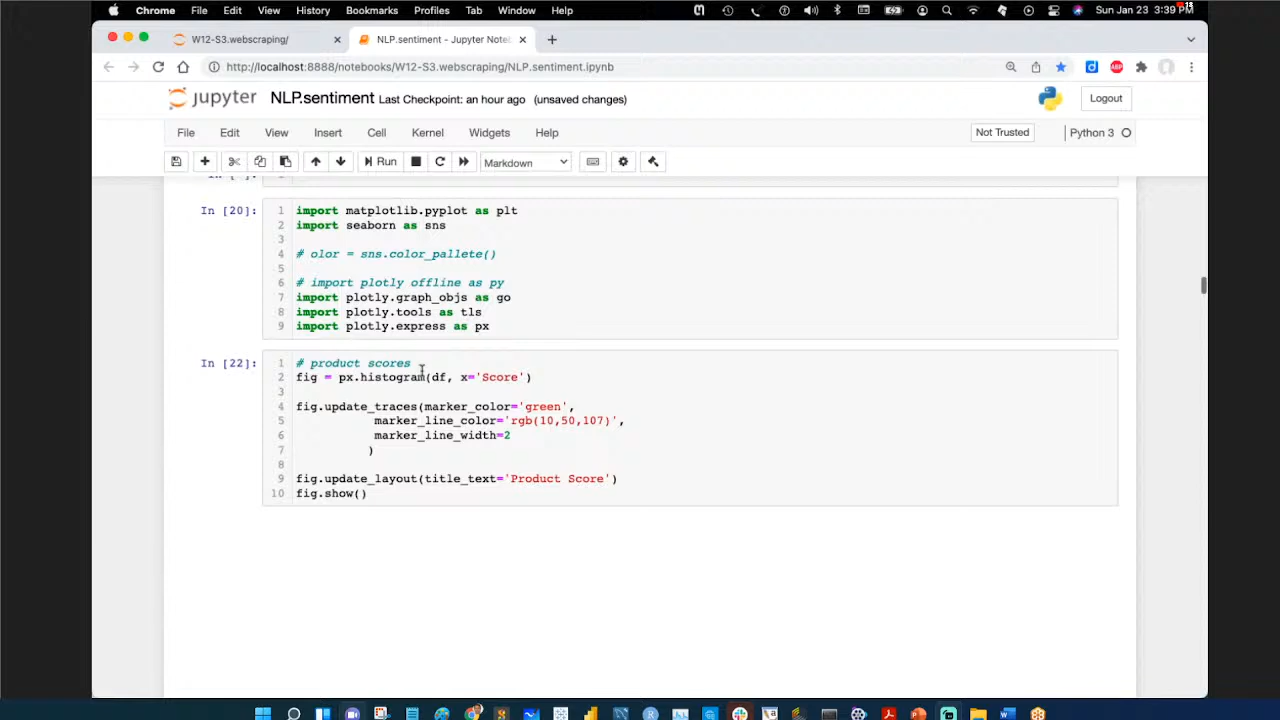 Chrome File Edit View History Bookmarks Profiles Tab Window Help Sun Jan 23 3:39 PM
W12-S3.webscraping/ NLP.sentiment - Jupyter Note
http://localhost:8888/notebooks/W12-S3.webscraping/NLP.sentiment.ipynb ABP
jupyter NLP.sentiment Last Checkpoint: an hour ago (unsaved changes) Logout
File Edit View Insert Cell Kernel Widgets Help Not Trusted Python 3
Run Markdown
In [20]:
1 import matplotlib.pyplot as plt
2 import seaborn as sns
3
4 # olor = sns.color_pallete()
5
6 # import plotly offline as py
7 import plotly.graph_objs as go
8 import plotly.tools as tls
9 import plotly.express as px
In [22]:
1 # product scores
2 fig = px.histogram(df, x='Score')
3
4 fig.update_traces(marker_color='green',
5 marker_line_color='rgb(10,50,107)',
6 marker_line_width=2
7 )
8
9 fig.update_layout(title_text='Product Score')
10 fig.show()